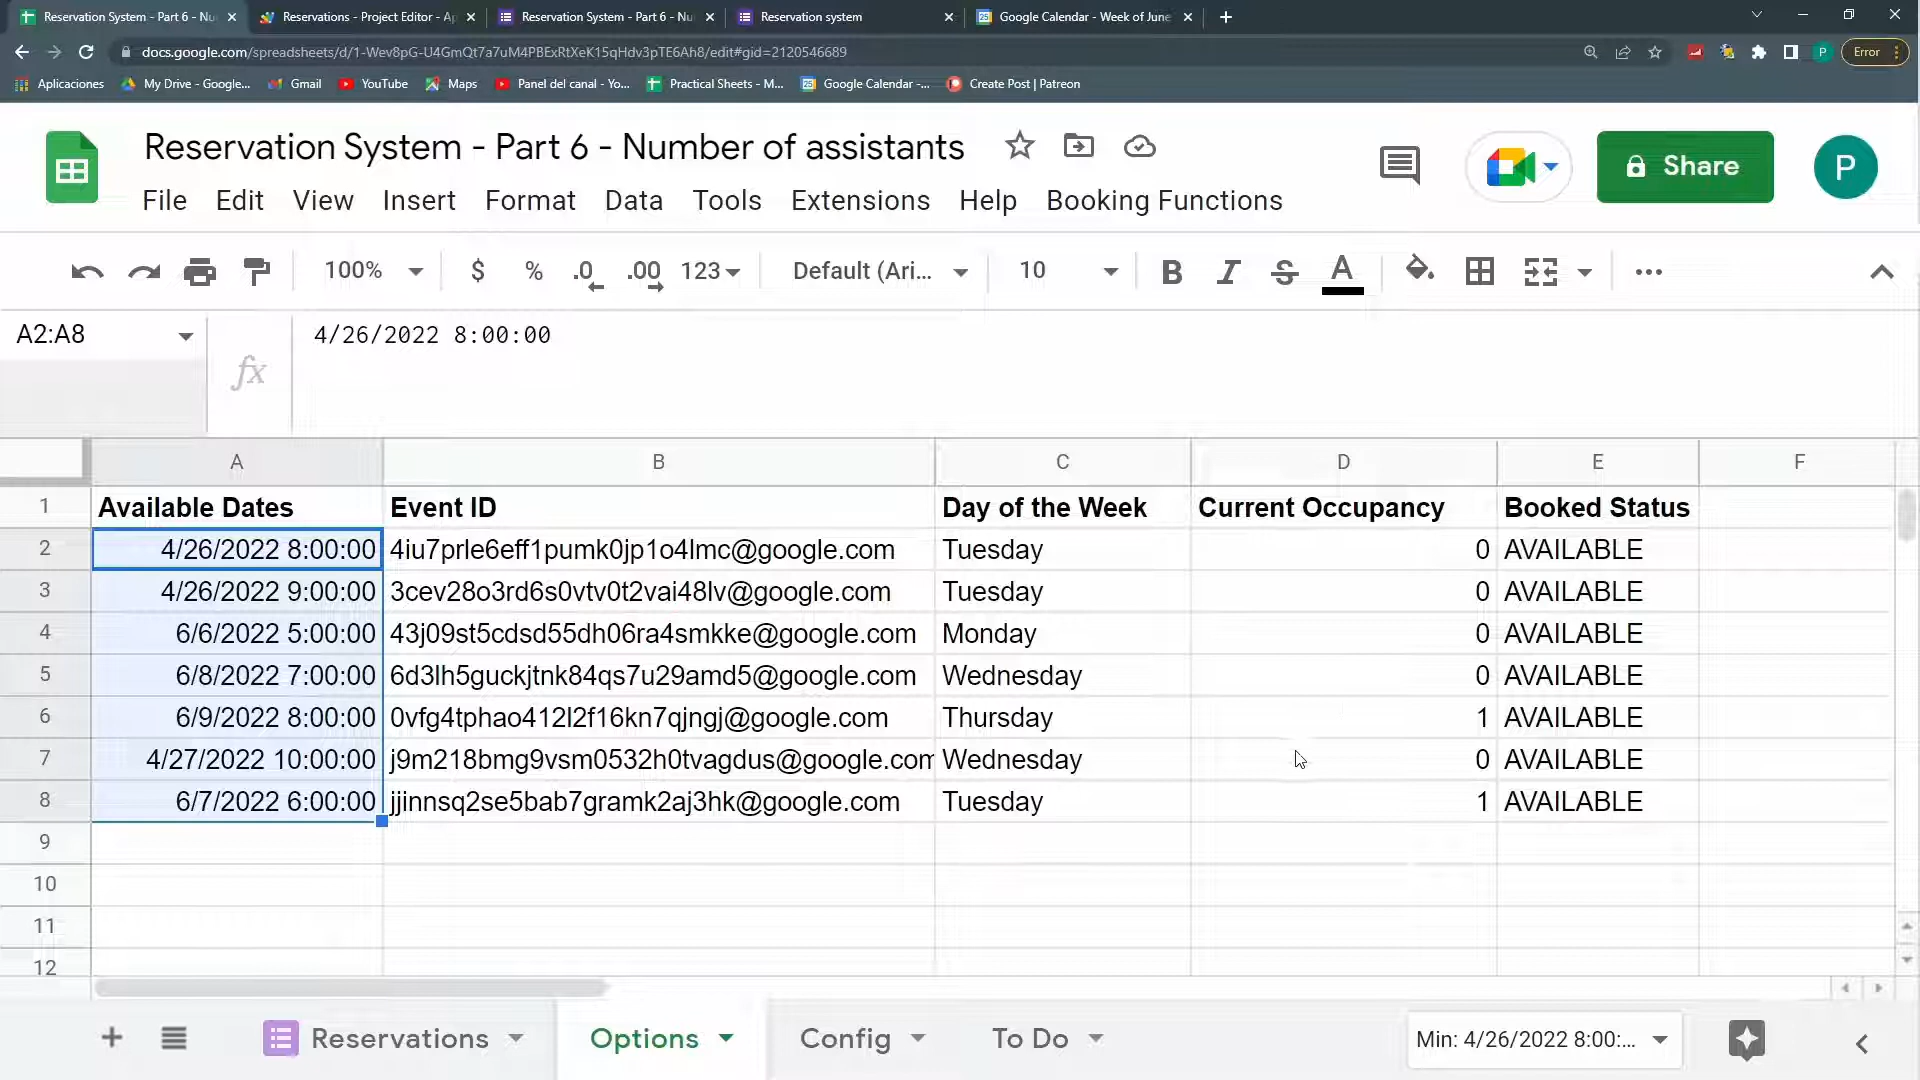 Reservation System - Part 6 - Nu
Reservations - Project Editor - Ap
Reservation System - Part 6 - Nu
Reservation system
Google Calendar - Week of June
docs.google.com/spreadsheets/d/1-Wev8pG-U4GmQt7a7uM4PBExRtXeK15qHdv3pTE6Ah8/edit#gid=2120546689
P
Error
Aplicaciones
My Drive - Google...
Gmail
YouTube
Maps
Panel del canal - Yo...
Practical Sheets - M...
Google Calendar -...
Create Post | Patreon
Reservation System - Part 6 - Number of assistants
Share
P
File Edit View Insert Format Data Tools Extensions Help Booking Functions
100% $ % .0 .00 123 Default (Ari... 10 B I S A
A2:A8
fx
4/26/2022 8:00:00
A B C D E F
1 Available Dates Event ID Day of the Week Current Occupancy Booked Status
2 4/26/2022 8:00:00 4iu7prle6eff1pumk0jp1o4lmc@google.com Tuesday 0 AVAILABLE
3 4/26/2022 9:00:00 3cev28o3rd6s0vtv0t2vai48lv@google.com Tuesday 0 AVAILABLE
4 6/6/2022 5:00:00 43j09st5cdsd55dh06ra4smkke@google.com Monday 0 AVAILABLE
5 6/8/2022 7:00:00 6d3lh5guckjtnk84qs7u29amd5@google.com Wednesday 0 AVAILABLE
6 6/9/2022 8:00:00 0vfg4tphao412l2f16kn7qjngj@google.com Thursday 1 AVAILABLE
7 4/27/2022 10:00:00 j9m218bmg9vsm0532h0tvagdus@google.com Wednesday 0 AVAILABLE
8 6/7/2022 6:00:00 jjinnsq2se5bab7gramk2aj3hk@google.com Tuesday 1 AVAILABLE
9
10
11
12
Reservations Options Config To Do Min: 4/26/2022 8:00:...